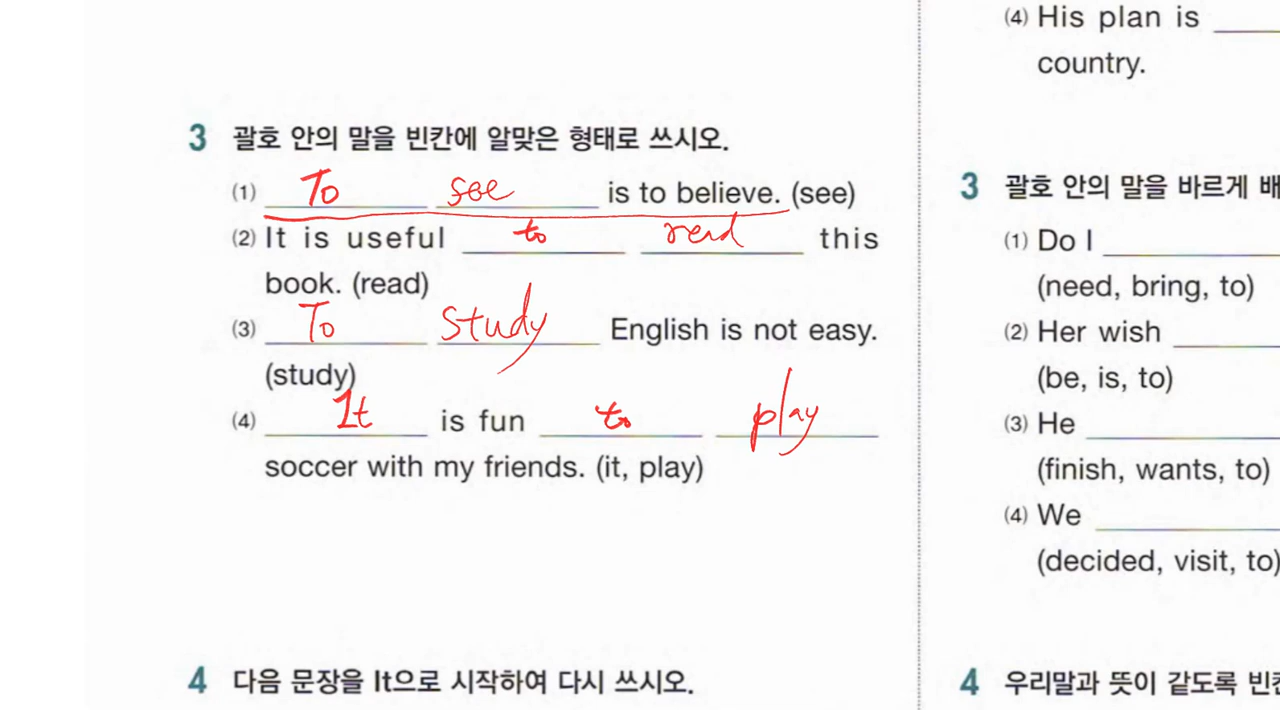 3 괄호 안의 말을 빈칸에 알맞은 형태로 쓰시오.
(1) To see is to believe. (see)
(2) It is useful to read this
book. (read)
(3) To study English is not easy.
(study)
(4) It is fun to play
soccer with my friends. (it, play)
4 다음 문장을 It으로 시작하여 다시 쓰시오.
(4) His plan is
country.
3 괄호 안의 말을 바르게 배
(1) Do I
(need, bring, to)
(2) Her wish
(be, is, to)
(3) He
(finish, wants, to)
(4) We
(decided, visit, to)
4 우리말과 뜻이 같도록 빈칸